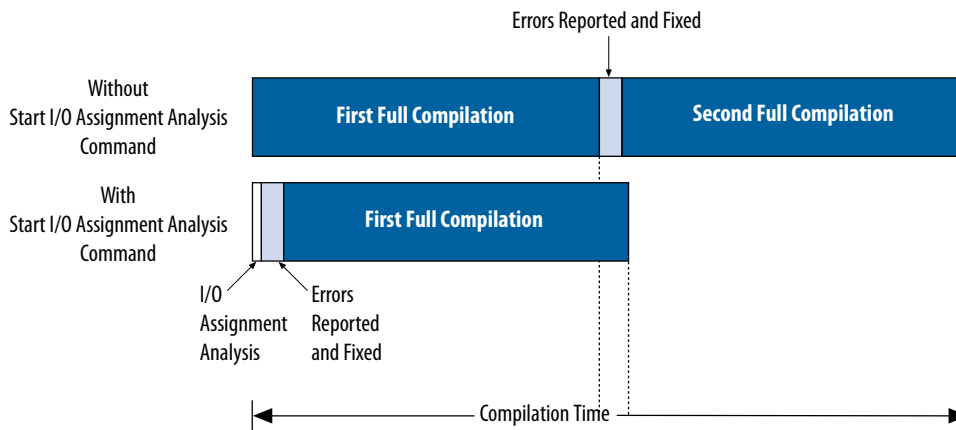 Errors Reported and Fixed
Without
Start I/O Assignment Analysis
Command
First Full Compilation
Second Full Compilation
With
Start I/O Assignment Analysis
Command
First Full Compilation
I/O
Assignment
Analysis
Errors
Reported
and Fixed
Compilation Time